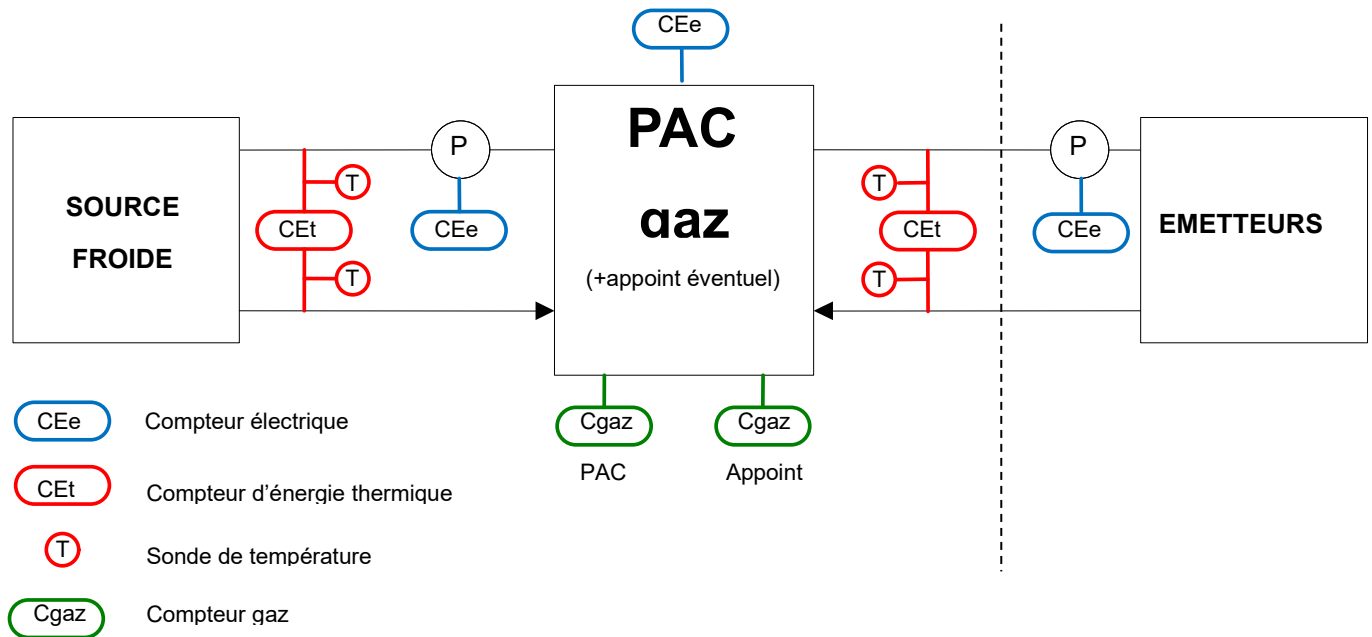 CEe
PAC
gaz
(+appoint éventuel)
SOURCE
FROIDE
T
CEt
T
P
CEe
T
CEt
T
P
CEe
EMETTEURS
Cgaz
PAC
Cgaz
Appoint
CEe Compteur électrique
CEt Compteur d’énergie thermique
T Sonde de température
Cgaz Compteur gaz